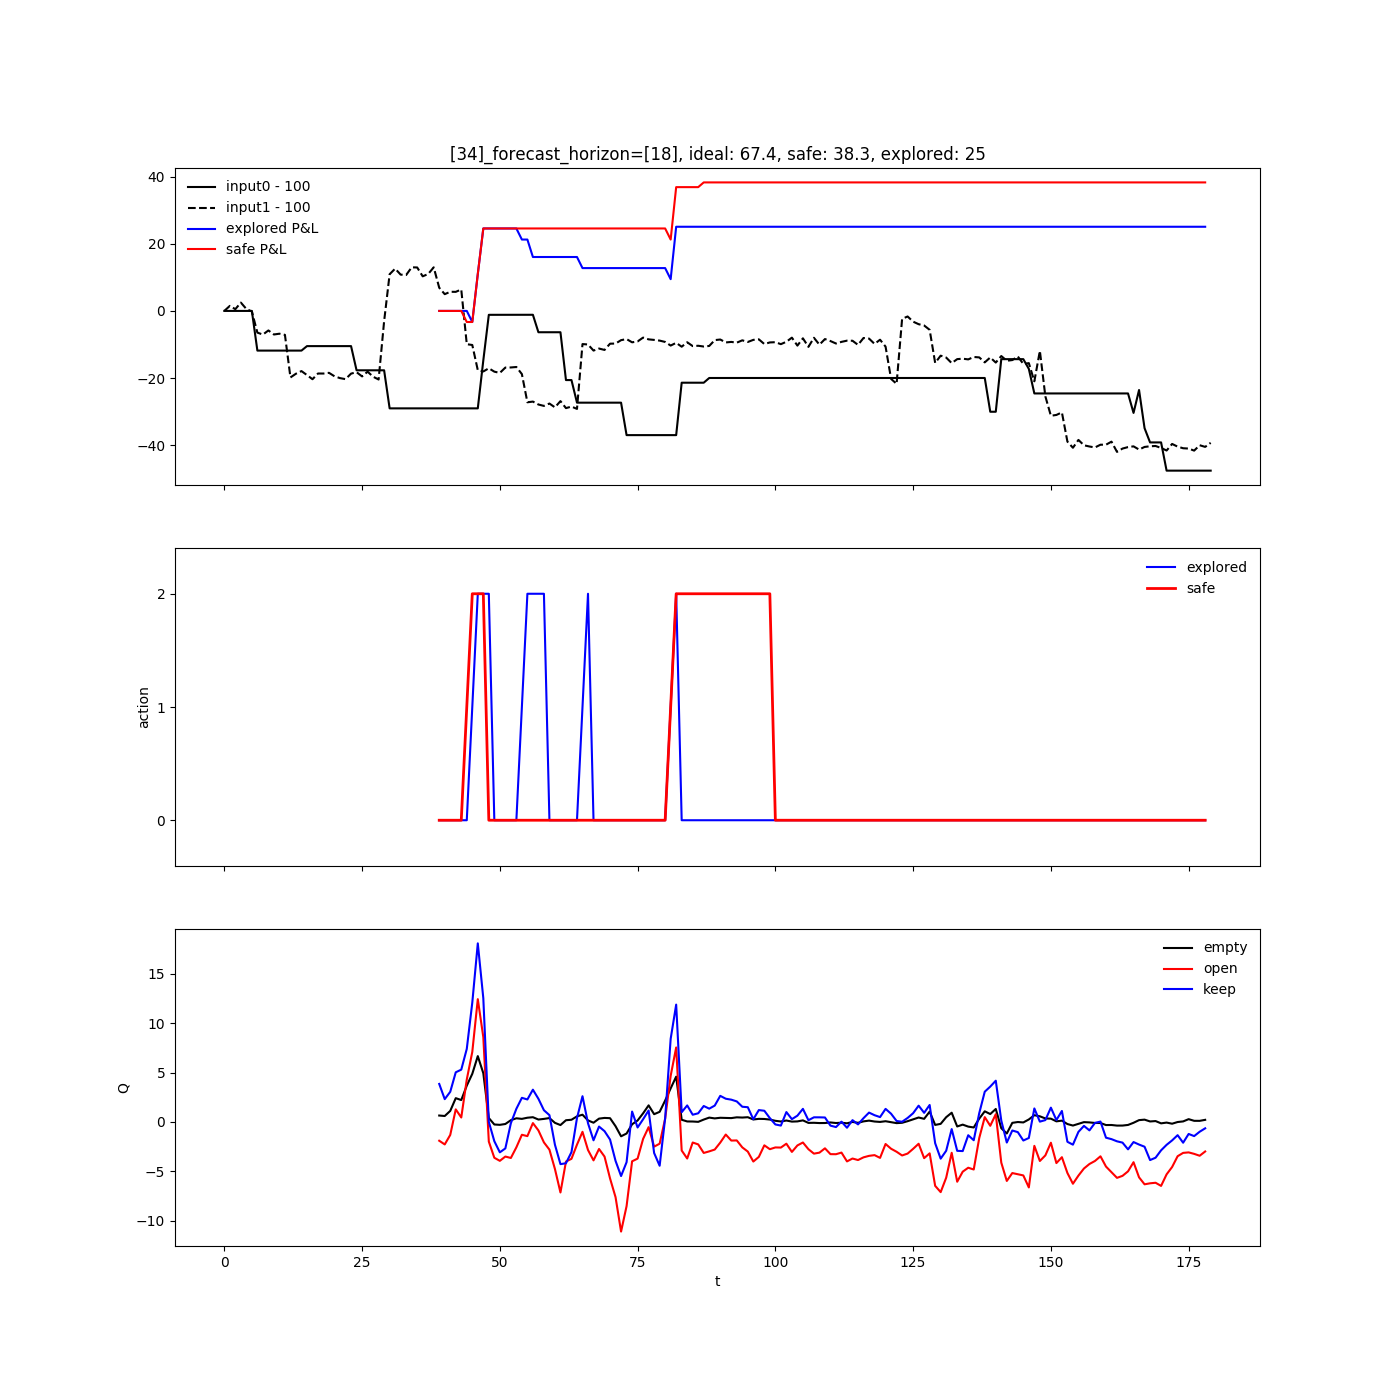 [34]_forecast_horizon=[18], ideal: 67.4, safe: 38.3, explored: 25
40
20
0
−20
−40
input0 - 100
input1 - 100
explored P&L
safe P&L
action
2
1
0
explored
safe
Q
15
10
5
0
−5
−10
empty
open
keep
0 25 50 75 100 125 150 175
t